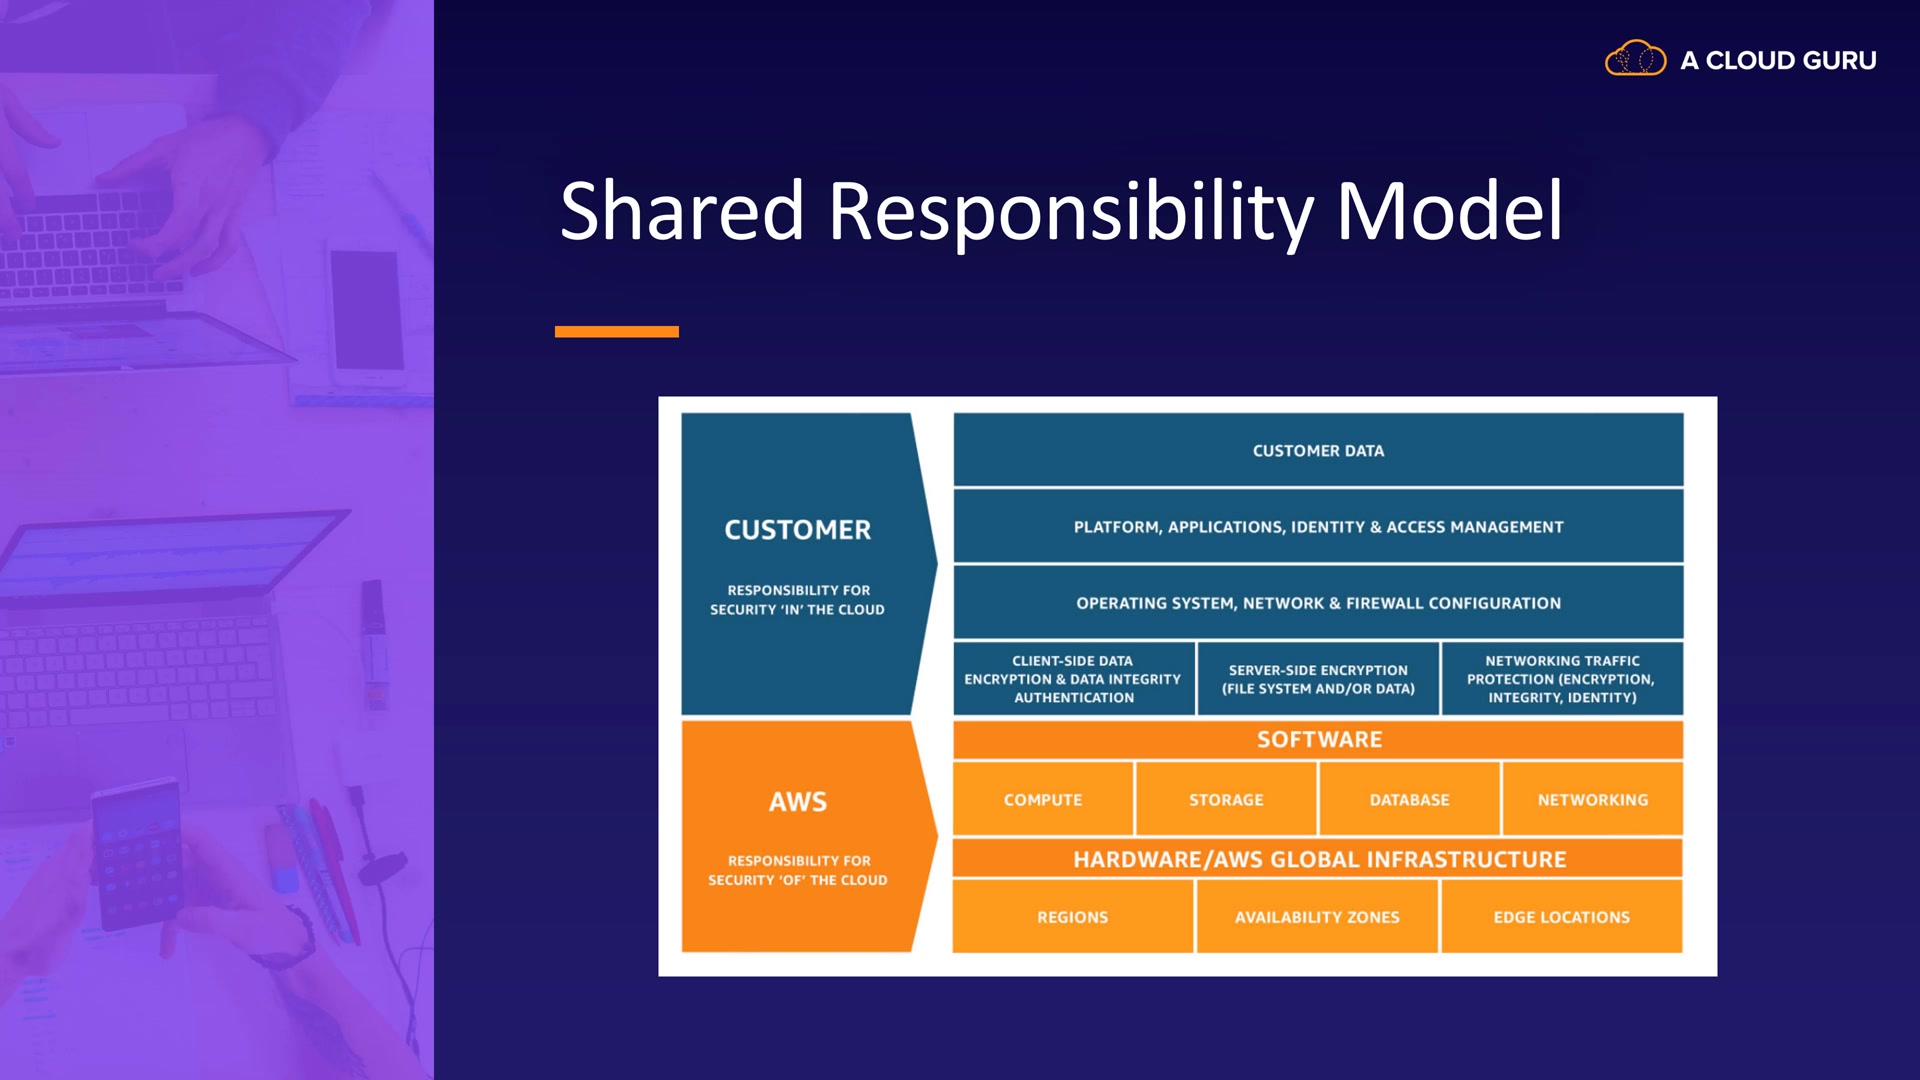 A CLOUD GURU
Shared Responsibility Model
CUSTOMER
RESPONSIBILITY FOR
SECURITY ‘IN’ THE CLOUD
CUSTOMER DATA
PLATFORM, APPLICATIONS, IDENTITY & ACCESS MANAGEMENT
OPERATING SYSTEM, NETWORK & FIREWALL CONFIGURATION
CLIENT-SIDE DATA
ENCRYPTION & DATA INTEGRITY
AUTHENTICATION
SERVER-SIDE ENCRYPTION
(FILE SYSTEM AND/OR DATA)
NETWORKING TRAFFIC
PROTECTION (ENCRYPTION,
INTEGRITY, IDENTITY)
AWS
RESPONSIBILITY FOR
SECURITY ‘OF’ THE CLOUD
SOFTWARE
COMPUTE
STORAGE
DATABASE
NETWORKING
HARDWARE/AWS GLOBAL INFRASTRUCTURE
REGIONS
AVAILABILITY ZONES
EDGE LOCATIONS